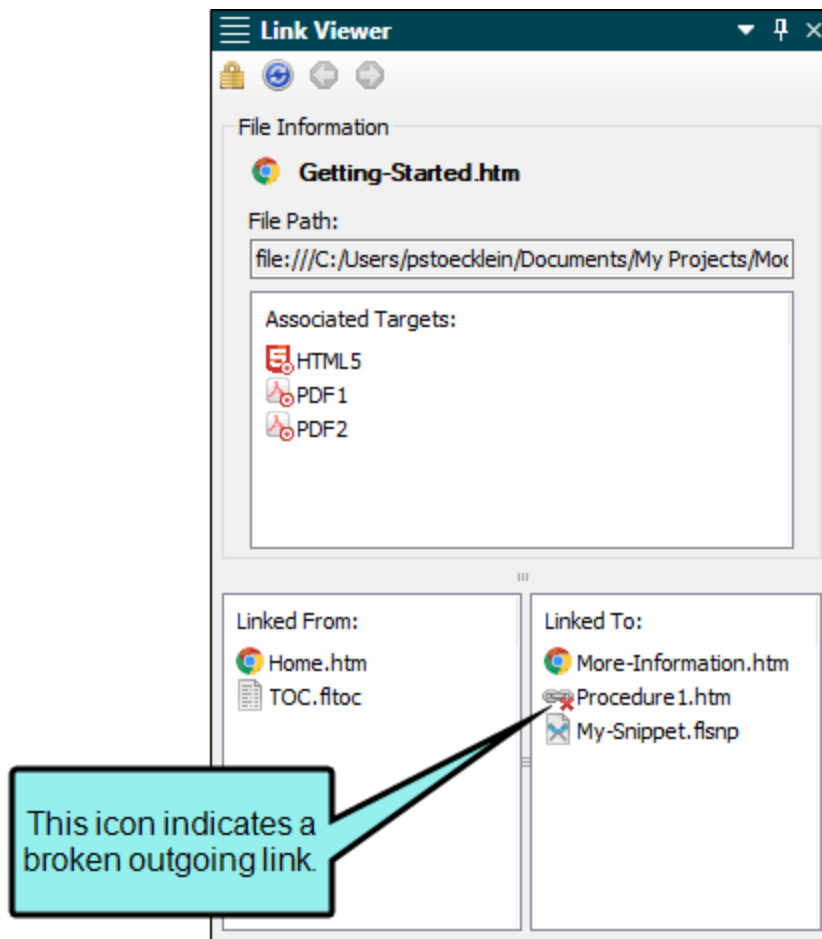 Link Viewer
File Information
Getting-Started.htm
File Path:
file:///C:/Users/pstoecklein/Documents/My Projects/Moc
Associated Targets:
HTML5
PDF1
PDF2
Linked From:
Home.htm
TOC.fltoc
Linked To:
More-Information.htm
Procedure1.htm
My-Snippet.flsnp
This icon indicates a
broken outgoing link.